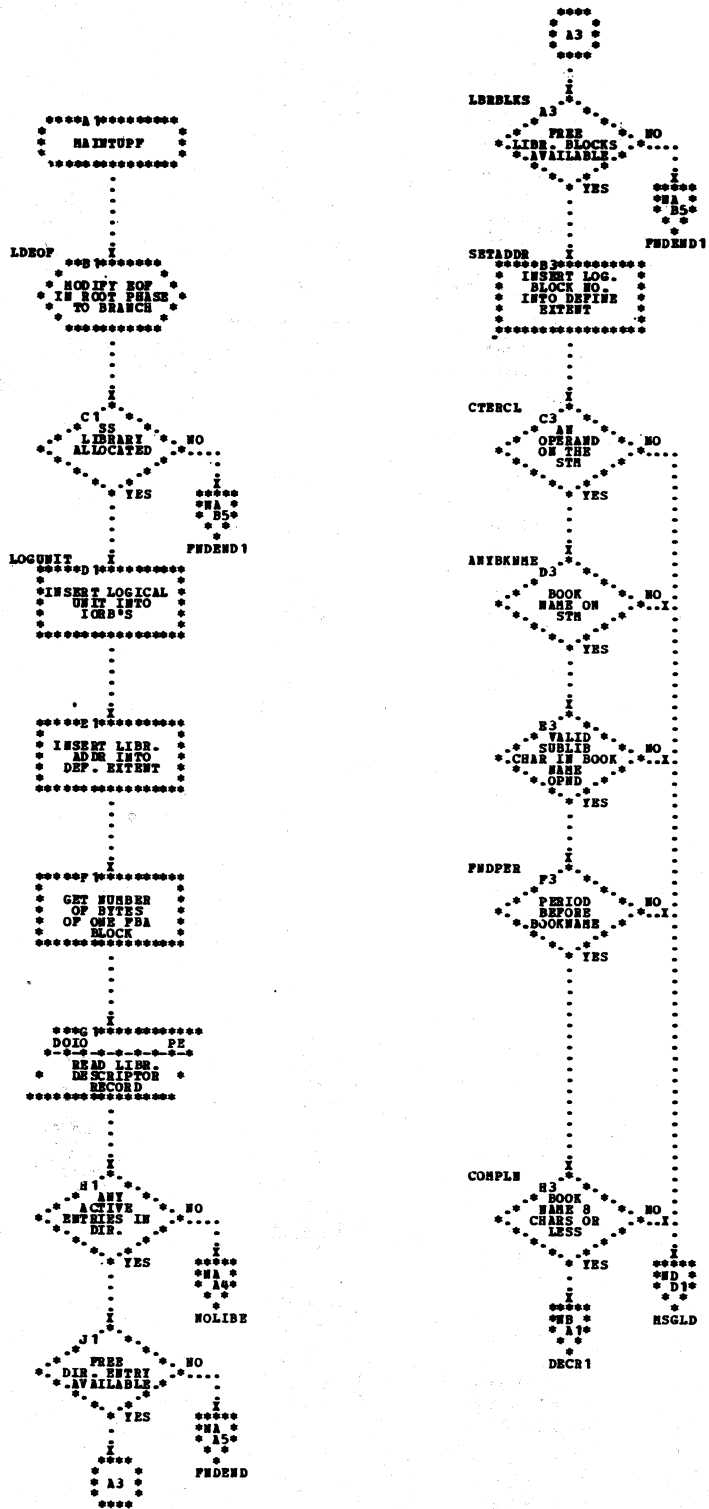 A1
MAINTUPF
LDEOF
B1
MODIFY EOF
IN ROOT PHASE
TO BRANCH
C1
SS
LIBRARY
ALLOCATED
NO
YES
NA
B5
FNDEND1
LOGUNIT
D1
INSERT LOGICAL
UNIT INTO
IORB'S
E1
INSERT LIBR.
ADDR INTO
DEF. EXTENT
F1
GET NUMBER
OF BYTES
OF ONE FBA
BLOCK
G1
DOIO PE
READ LIBR.
DESCRIPTOR
RECORD
H1
ANY
ACTIVE
ENTRIES IN
DIR.
NO
YES
NA
A4
NOLIBE
J1
FREE
DIR. ENTRY
AVAILABLE
NO
YES
NA
A5
FNDEND
A3
A3
LBRBLKS
A3
FREE
LIBR. BLOCKS
AVAILABLE
NO
YES
NA
B5
FNDEND1
SETADDR
B3
INSERT LOG.
BLOCK NO.
INTO DEFINE
EXTENT
CTERCL
C3
AN
OPERAND
ON THE
STM
NO
YES
ANYBKNME
D3
BOOK
NAME ON
STM
NO
YES
E3
VALID
SUBLIB
CHAR IN BOOK
NAME
OPND
NO
YES
FNDPER
F3
PERIOD
BEFORE
BOOKNAME
NO
YES
COMPLN
H3
BOOK
NAME 8
CHARS OR
LESS
NO
YES
ND
D1
MSGLD
NB
A1
DECR1